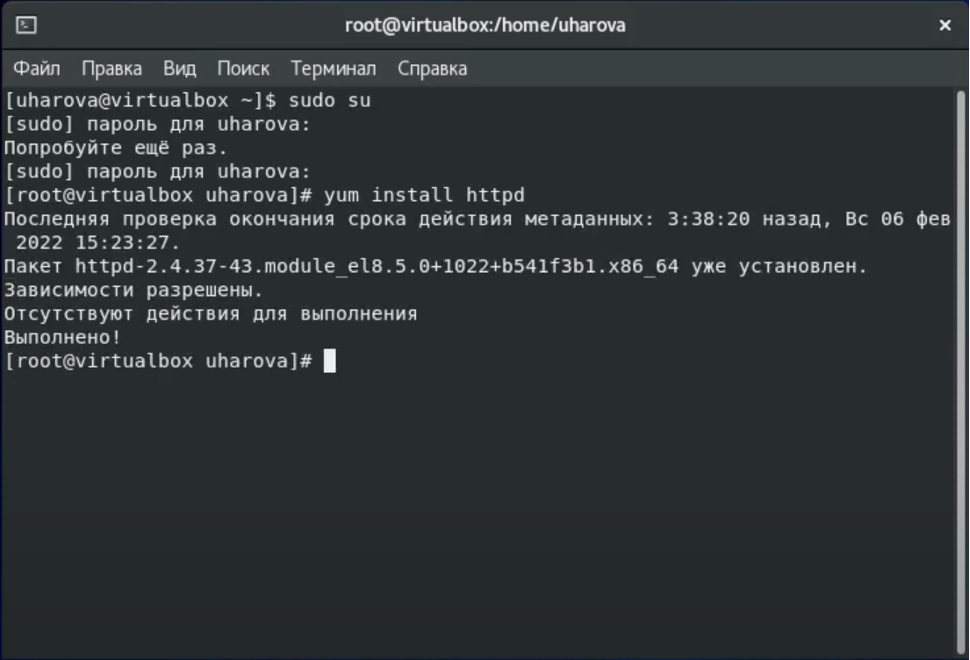 root@virtualbox:/home/uharova
Файл Правка Вид Поиск Терминал Справка
[uharova@virtualbox ~]$ sudo su
[sudo] пароль для uharova:
Попробуйте ещё раз.
[sudo] пароль для uharova:
[root@virtualbox uharova]# yum install httpd
Последняя проверка окончания срока действия метаданных: 3:38:20 назад, Вс 06 фев
2022 15:23:27.
Пакет httpd-2.4.37-43.module_el8.5.0+1022+b541f3b1.x86_64 уже установлен.
Зависимости разрешены.
Отсутствуют действия для выполнения
Выполнено!
[root@virtualbox uharova]#